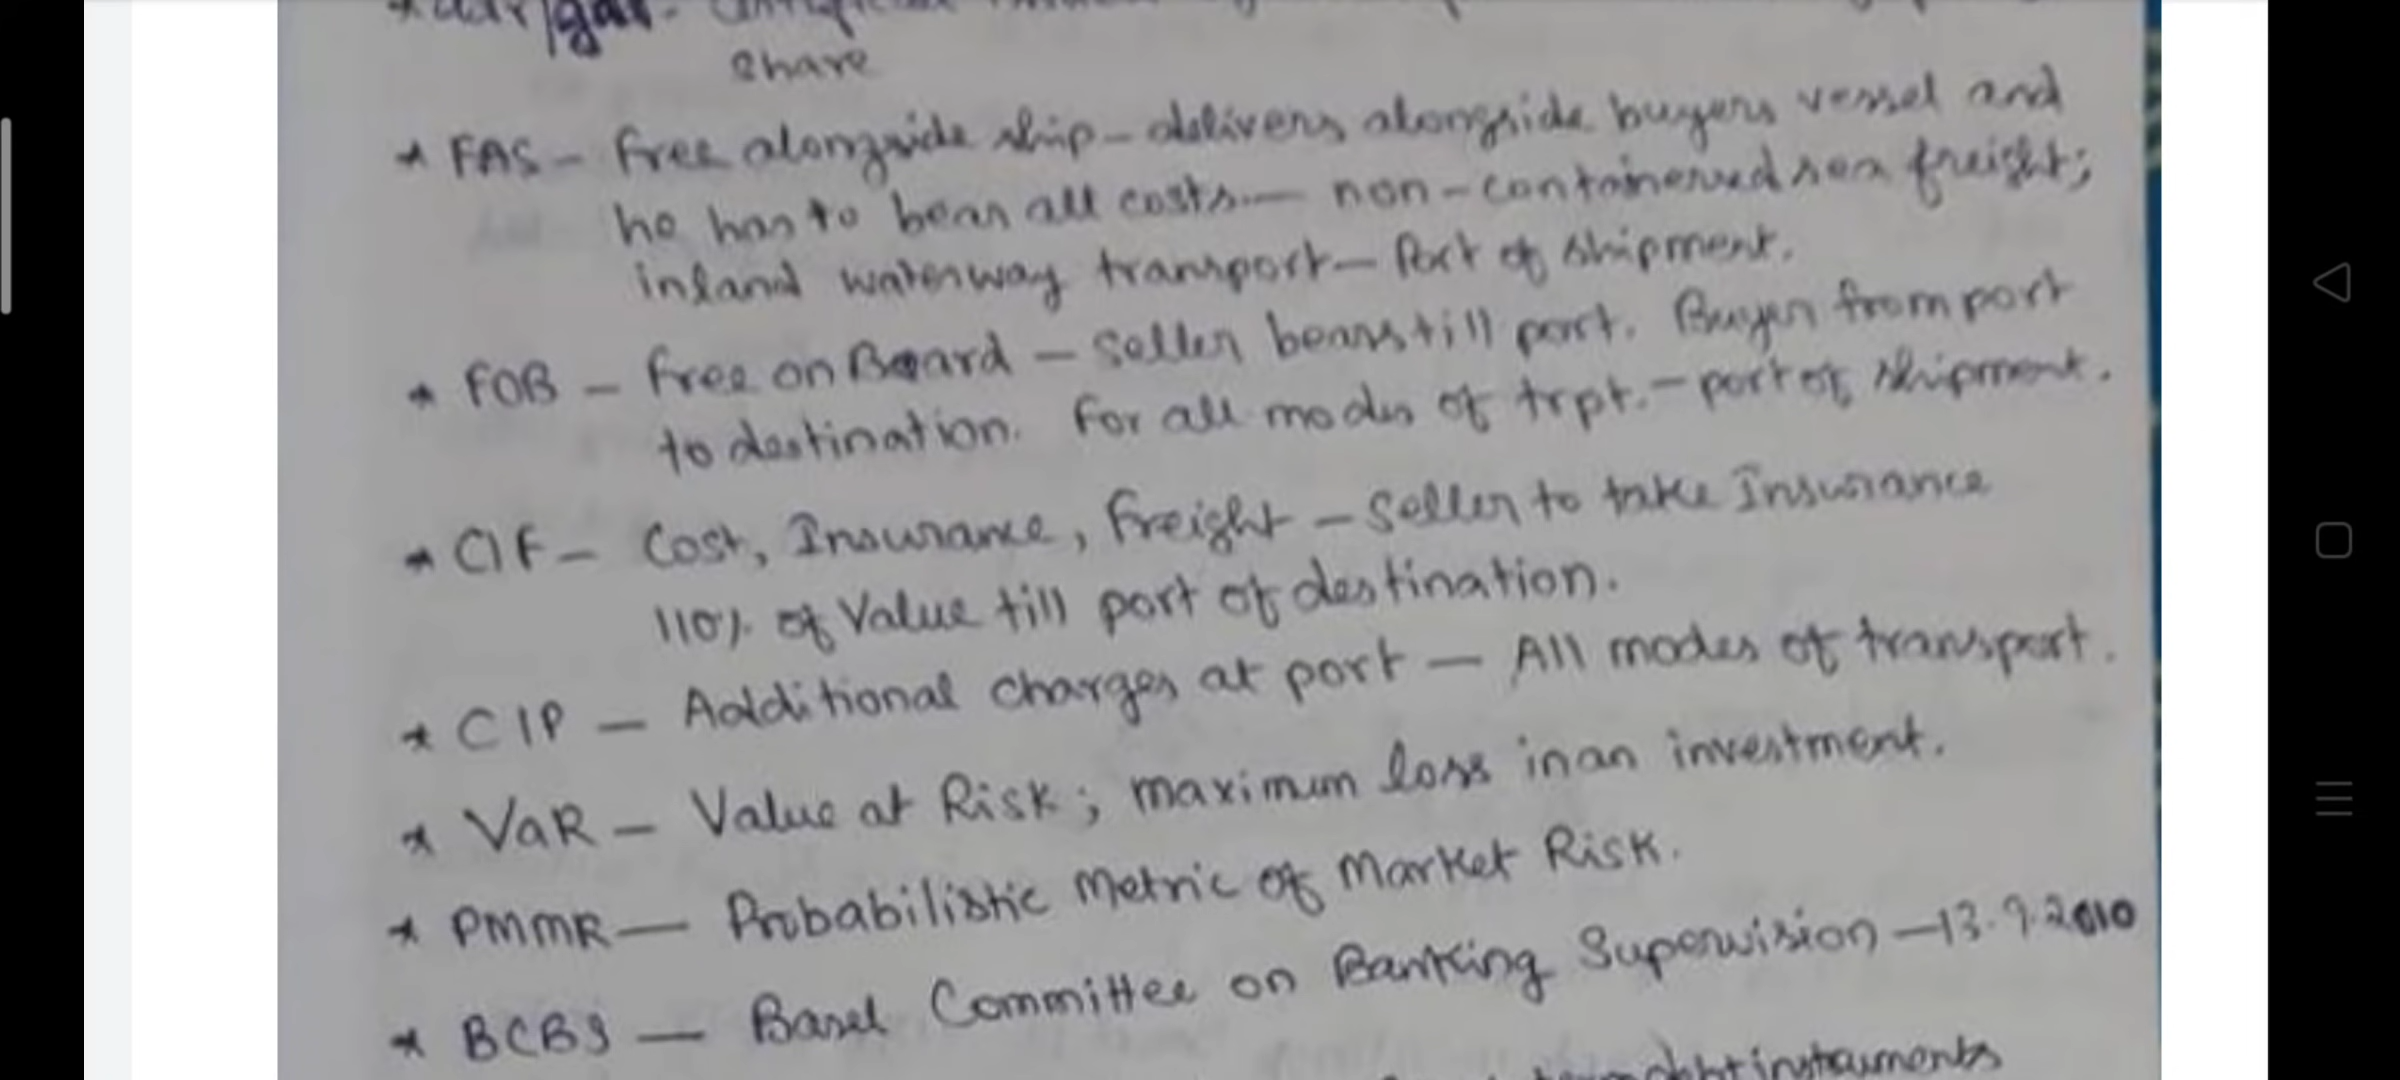 share
* FAS - Free alongside ship - delivers alongside buyers vessel and
he has to bear all costs - non-containerised sea freight;
inland waterway transport - Port of shipment.
* FOB - Free on Board - seller bears till port. Buyer from port
to destination. For all modes of trpt. - port of shipment.
* CIF - Cost, Insurance, Freight - seller to take Insurance
110% of Value till port of destination.
* CIP - Additional charges at port - All modes of transport.
* VaR - Value at Risk; maximum loss in an investment.
* PMMR - Probabilistic Metric of Market Risk.
* BCBS - Basel Committee on Banking Supervision - 13.9.2010
instruments